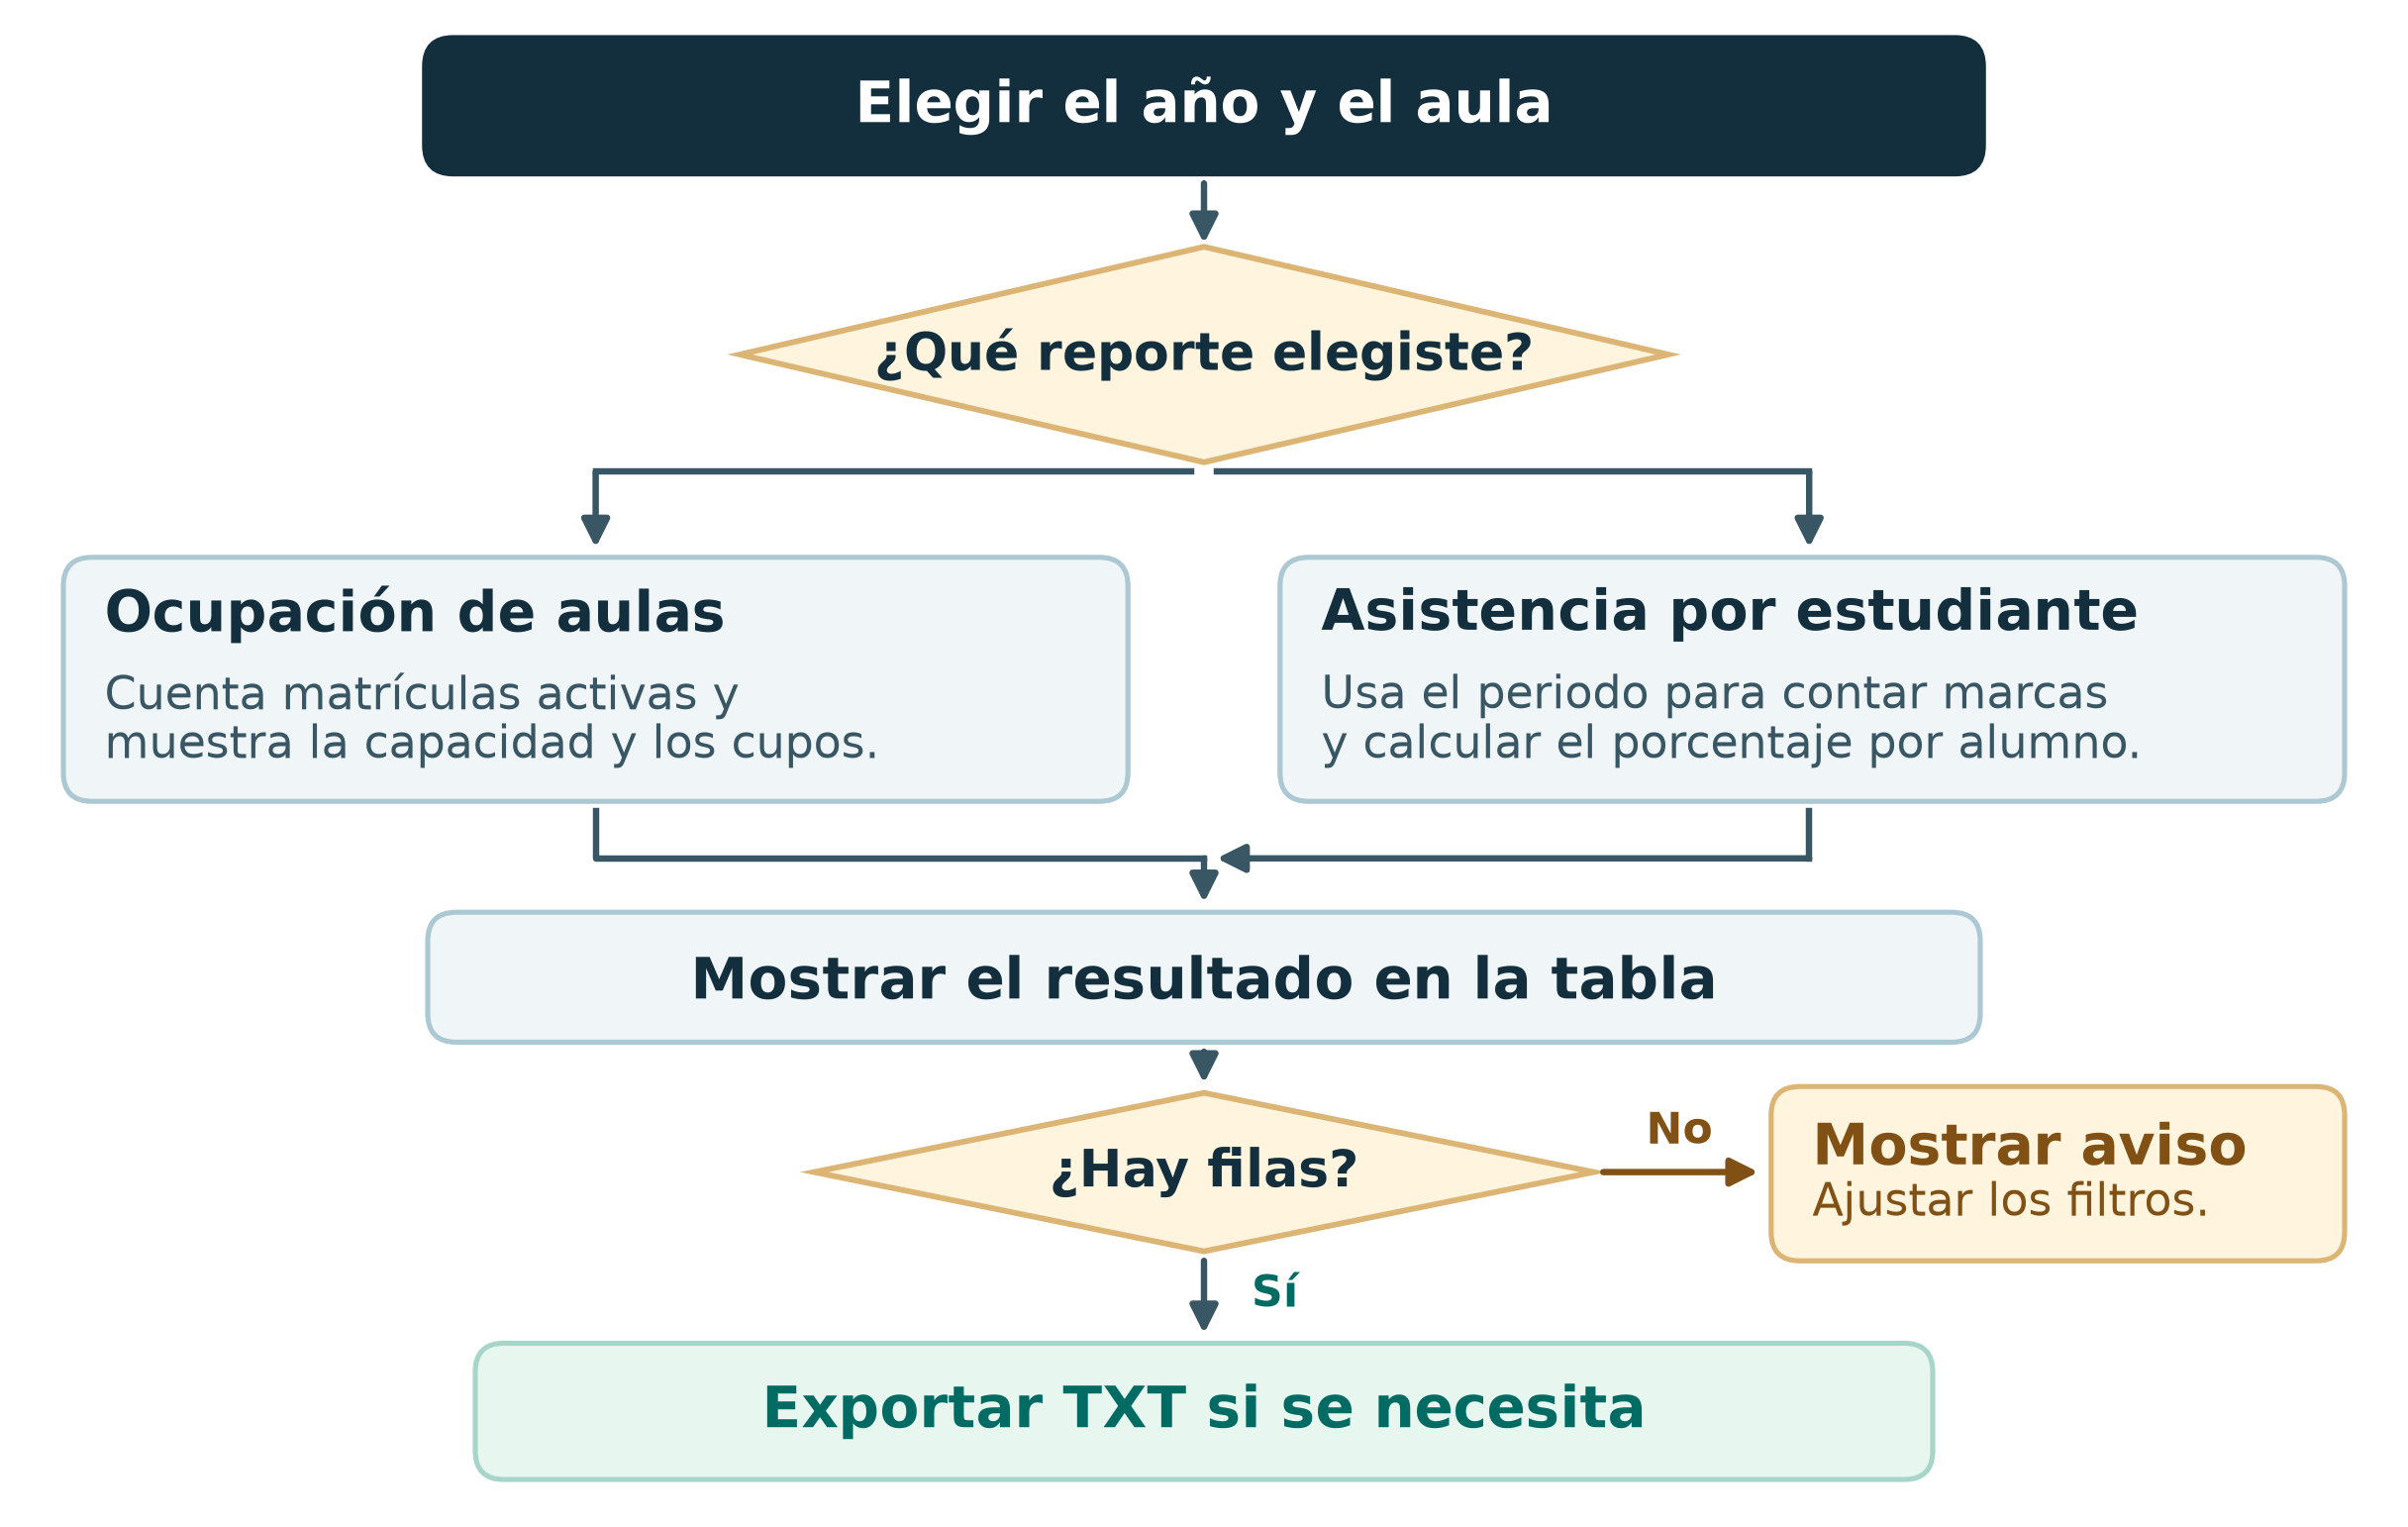 Elegir el año y el aula
¿Qué reporte elegiste?
Ocupación de aulas
Cuenta matrículas activas y
muestra la capacidad y los cupos.
Asistencia por estudiante
Usa el periodo para contar marcas
y calcular el porcentaje por alumno.
Mostrar el resultado en la tabla
¿Hay filas?
No
Mostrar aviso
Ajustar los filtros.
Sí
Exportar TXT si se necesita